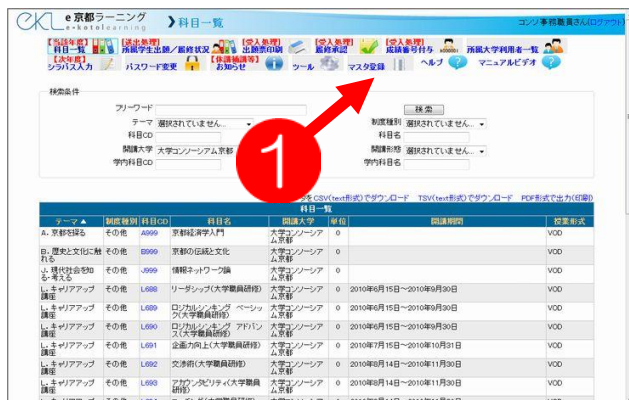 e京都ラーニング
e-kotolearning
科目一覧
コンソ事務職員さん(ログアウト)
【当該年度】
科目一覧
【送出処理】
所属学生出願／履修状況
【受入処理】
出願票印刷
【受入処理】
履修承認
【受入処理】
成績番号付与
所属大学利用者一覧
【次年度】
シラバス入力
パスワード変更
【休講補講等】
お知らせ
ツール
マスタ登録
ヘルプ
マニュアルビデオ
検索条件
フリーワード
検索
テーマ 選択されていません...
制度種別 選択されていません...
科目CD
科目名
開講大学 大学コンソーシアム京都
開講形態 選択されていません...
学内科目CD
学内科目名
1
をCSV(text形式)でダウンロード TSV(text形式)でダウンロード PDF形式で出力(印刷)
科目一覧
テーマ▲ 制度種別 科目CD 科目名 開講大学 単位 開講期間 授業形式
A. 京都を探る その他 A999 京都経済学入門 大学コンソーシアム京都 0 VOD
B. 歴史と文化に触れる その他 B999 京都の伝統と文化 大学コンソーシアム京都 0 VOD
J. 現代社会を知る・考える その他 J999 情報ネットワーク論 大学コンソーシアム京都 0 VOD
L. キャリアアップ講座 その他 L688 リーダシップ(大学職員研修) 大学コンソーシアム京都 0 2010年6月15日～2010年9月30日 VOD
L. キャリアアップ講座 その他 L689 ロジカルシンキング ベーシック(大学職員研修) 大学コンソーシアム京都 0 2010年6月15日～2010年9月30日 VOD
L. キャリアアップ講座 その他 L690 ロジカルシンキング アドバンス(大学職員研修) 大学コンソーシアム京都 0 2010年6月15日～2010年9月30日 VOD
L. キャリアアップ講座 その他 L691 企画力向上(大学職員研修) 大学コンソーシアム京都 0 2010年7月15日～2010年10月31日 VOD
L. キャリアアップ講座 その他 L692 交渉術(大学職員研修) 大学コンソーシアム京都 0 2010年8月14日～2010年11月30日 VOD
L. キャリアアップ講座 その他 L693 アカウンタビリティ(大学職員研修) 大学コンソーシアム京都 0 2010年8月14日～2010年11月30日 VOD